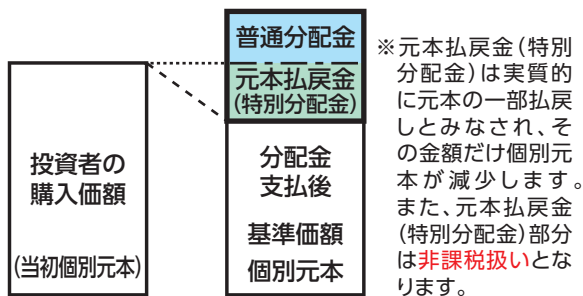 普通分配金
元本払戻金
(特別分配金)
投資者の
購入価額
(当初個別元本)
分配金
支払後
基準価額
個別元本
※元本払戻金(特別
分配金)は実質的
に元本の一部払戻
しとみなされ、そ
の金額だけ個別元
本が減少します。
また、元本払戻金
(特別分配金)部分
は非課税扱いとな
ります。